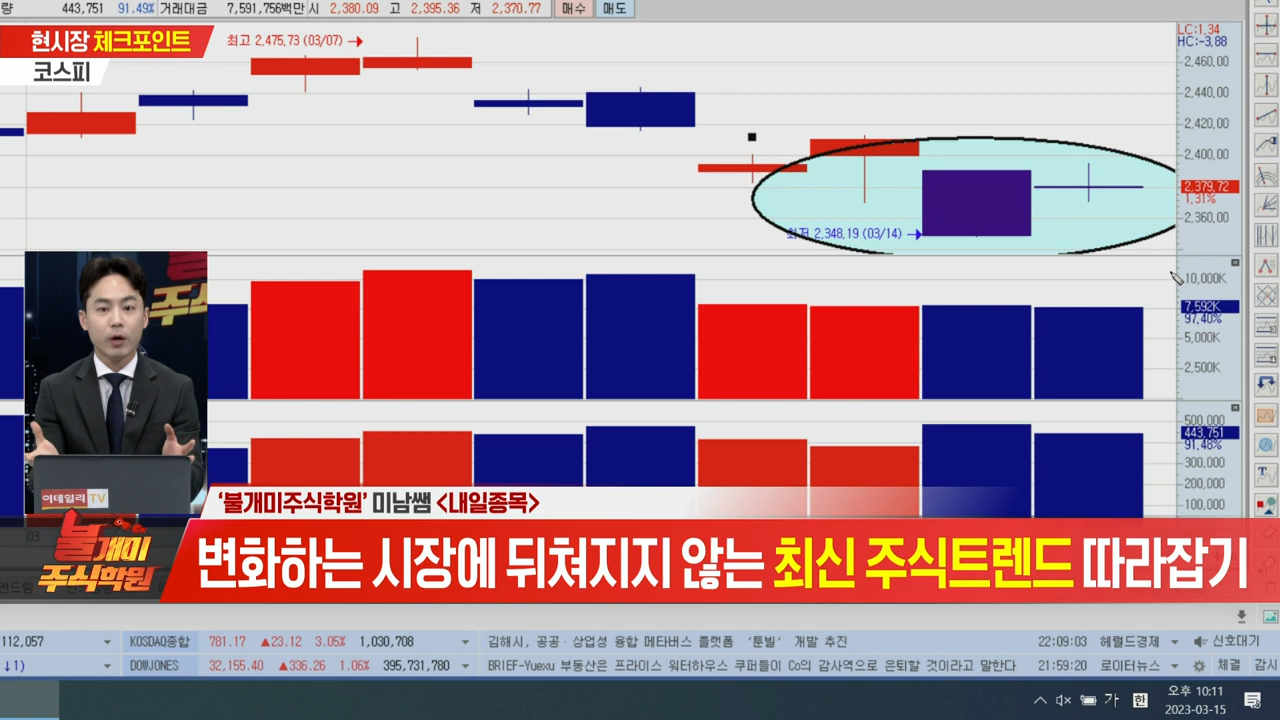 량 443,751 91.49% 거래대금 7,591,756백만 시 2,380.09 고 2,395.36 저 2,370.77 매수 매도
현시장 체크포인트
코스피
최고 2,475,73 (03/07) →
LC:1.34
HC:-3.88
2,460,00
2,440,00
2,420,00
2,400,00
2,379.72
1.31%
2,360,00
최저 2,348.19 (03/14) →
10,000K
7,592K
97,40%
5,000K
2,500K
500,000
443,751
91,48%
300,000
200,000
100,000
이데일리 TV
'불개미주식학원' 미남쌤 <내일종목>
03
불개미
주식학원
변화하는 시장에 뒤쳐지지 않는 최신 주식트렌드 따라잡기
112,057 KOSDAQ종합 781.17 ▲23.12 3.05% 1,030,708 김해시, 공공·상업성 융합 메타버스 플랫폼 '툰빌' 개발 추진 22:09:03 헤럴드경제 신호대기
↓1) DOWJONES 32,155.40 ▲336.26 1.06% 395,731,780 BRIEF-Yuexu 부동산은 프라이스 워터하우스 쿠퍼들이 Co의 감사역으로 은퇴할 것이라고 말한다 21:59:20 로이터뉴스 체결 감시
가 한 오후 10:11
2023-03-15